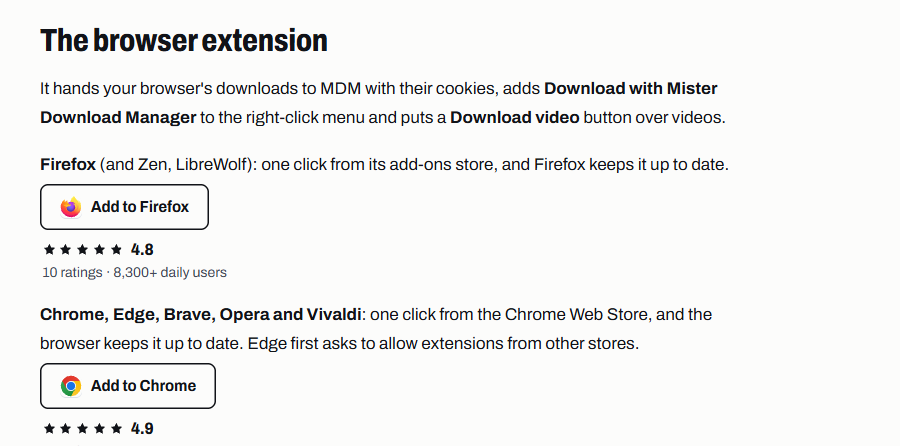 The browser extension
It hands your browser's downloads to MDM with their cookies, adds Download with Mister
Download Manager to the right-click menu and puts a Download video button over videos.
Firefox (and Zen, LibreWolf): one click from its add-ons store, and Firefox keeps it up to date.
Add to Firefox
★ ★ ★ ★ ★ 4.8
10 ratings · 8,300+ daily users
Chrome, Edge, Brave, Opera and Vivaldi: one click from the Chrome Web Store, and the
browser keeps it up to date. Edge first asks to allow extensions from other stores.
Add to Chrome
★ ★ ★ ★ ★ 4.9